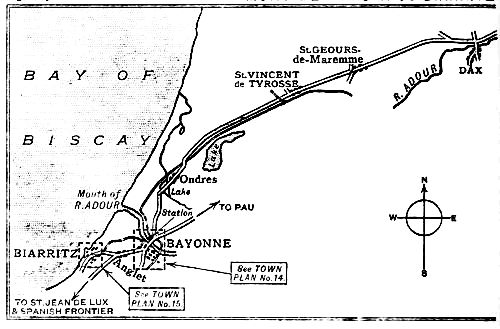 BAY OF
BISCAY
ST.GEOURS-
de-Maremme
ST.VINCENT
de TYROSSE
R. ADOUR
DAX
Lake
Ondres
Lake
Mouth of
R. ADOUR
Station
TO PAU
BIARRITZ
BAYONNE
Anglet
See TOWN
PLAN No.14.
See TOWN
PLAN No.15.
TO ST. JEAN DE LUX
& SPANISH FRONTIER
N
W
E
S